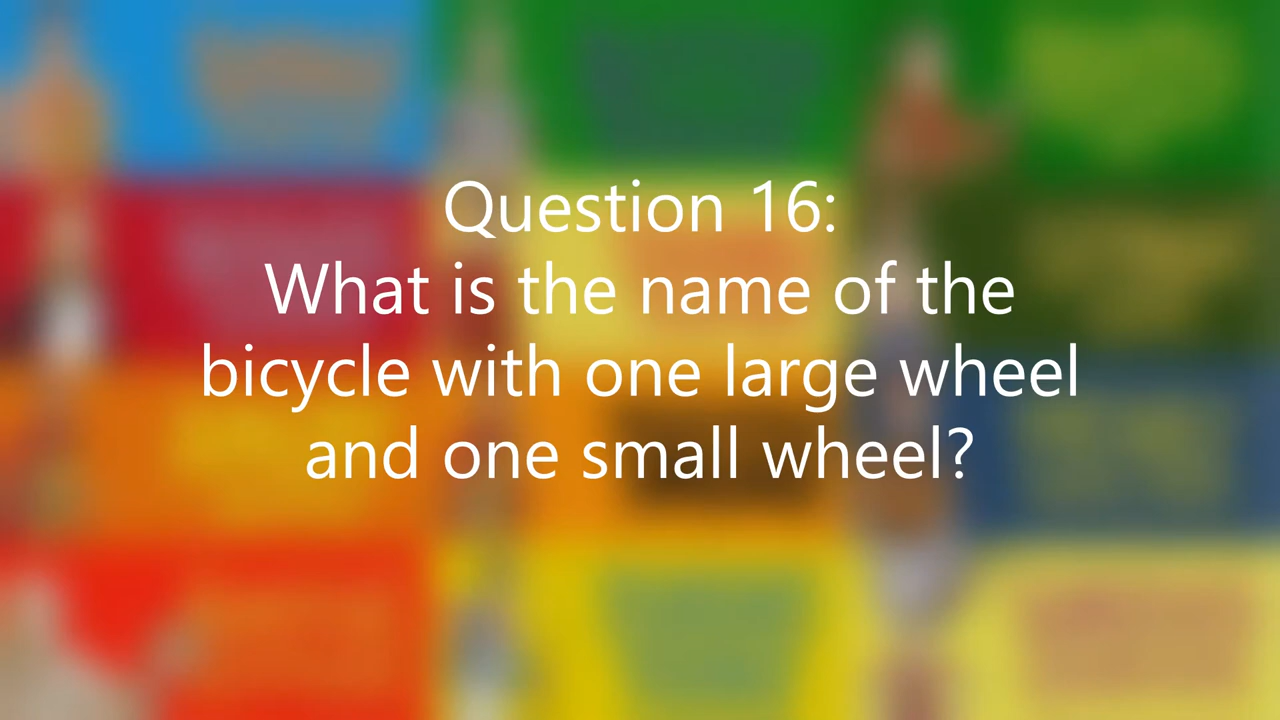 Question 16:
What is the name of the
bicycle with one large wheel
and one small wheel?